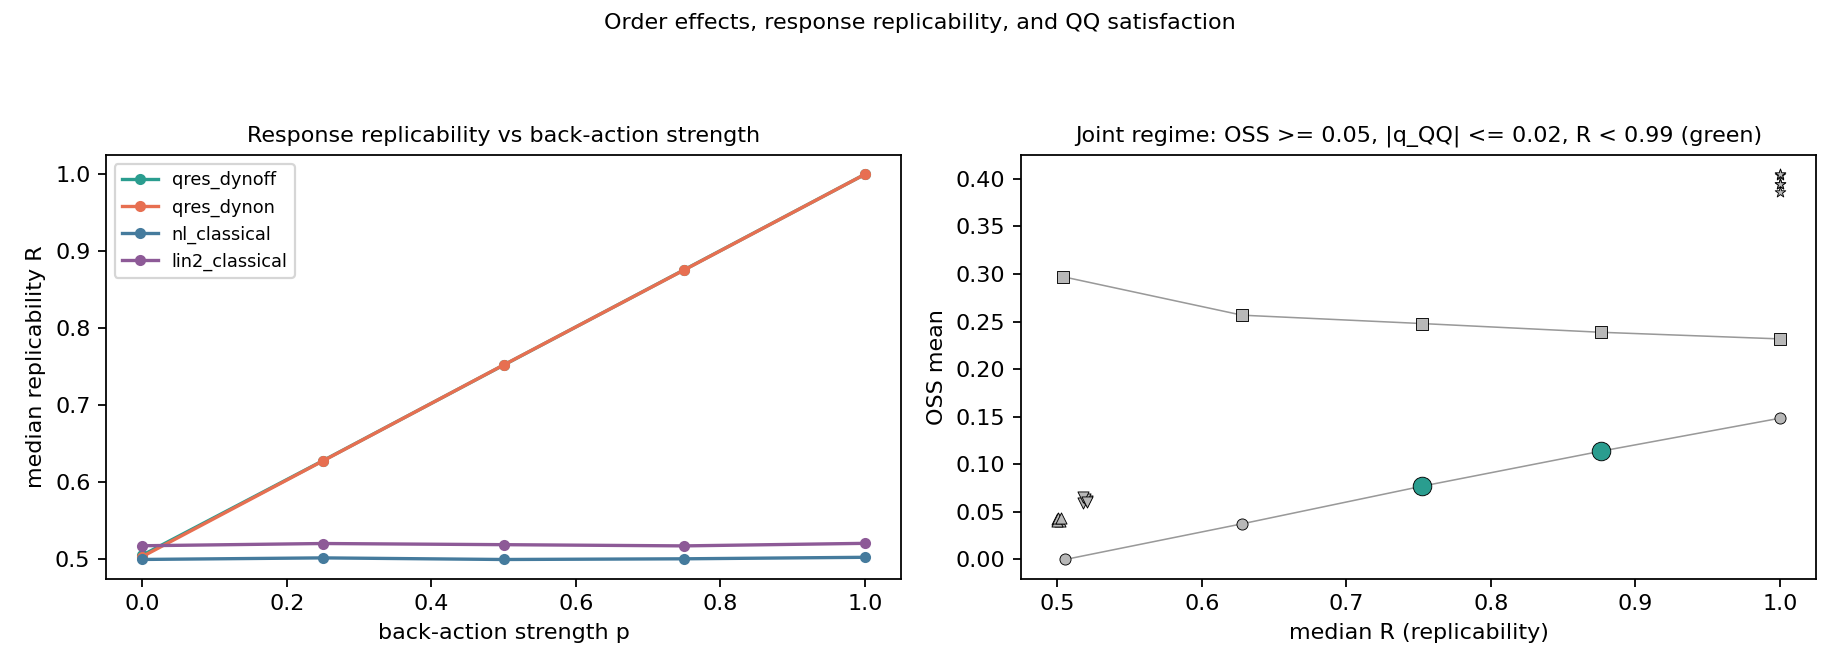 Order effects, response replicability, and QQ satisfaction
Response replicability vs back-action strength
median replicability R
1.0
0.9
0.8
0.7
0.6
0.5
qres_dynoff
qres_dynon
nl_classical
lin2_classical
0.0 0.2 0.4 0.6 0.8 1.0
back-action strength p
Joint regime: OSS >= 0.05, |q_QQ| <= 0.02, R < 0.99 (green)
OSS mean
0.40
0.35
0.30
0.25
0.20
0.15
0.10
0.05
0.00
0.5 0.6 0.7 0.8 0.9 1.0
median R (replicability)